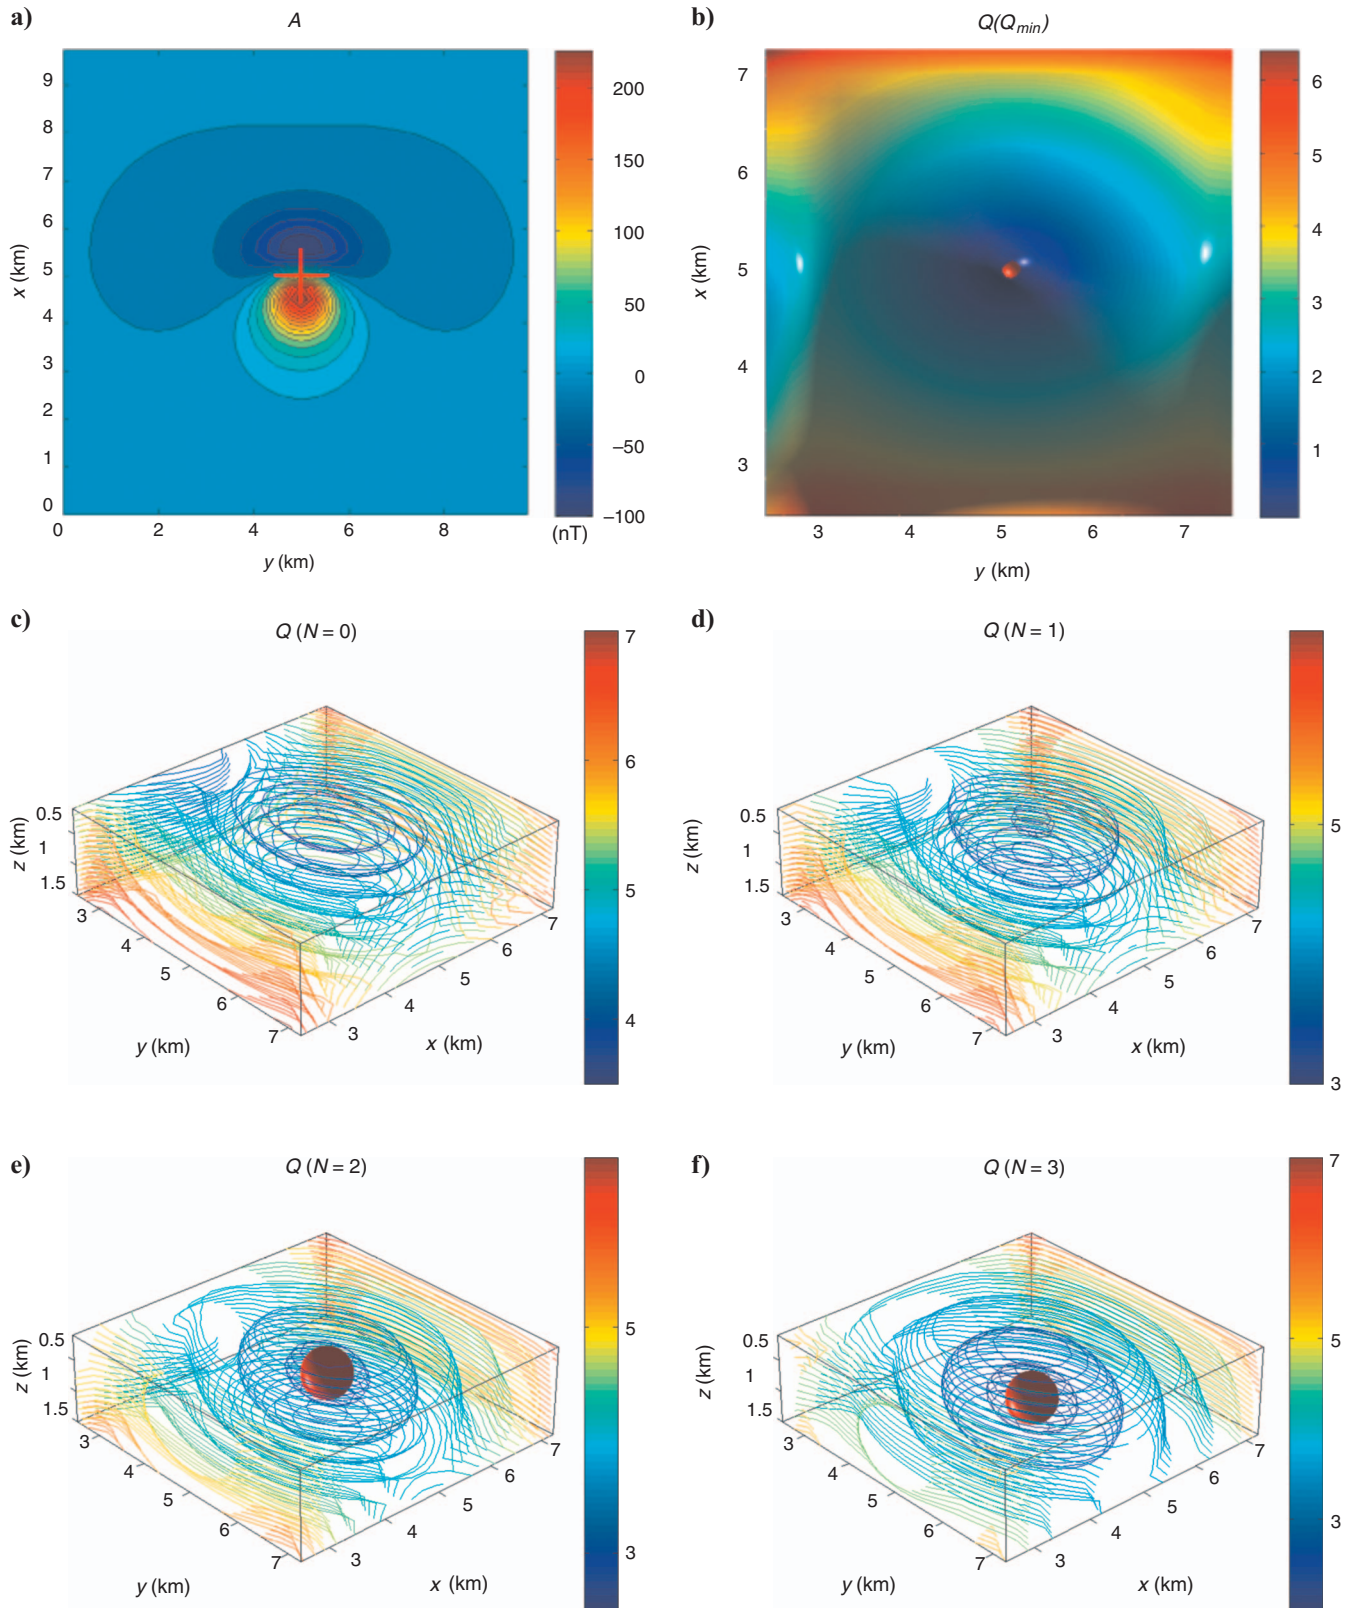 a)
A
x (km)
9
8
7
6
5
4
3
2
1
0
0 2 4 6 8
y (km)
200
150
100
50
0
−50
−100
(nT)
b)
Q(Qmin)
x (km)
7
6
5
4
3
3 4 5 6 7
y (km)
6
5
4
3
2
1
c)
Q (N = 0)
z (km)
0.5
1
1.5
3 4 5 6 7
y (km)
3 4 5 6 7
x (km)
7
6
5
4
d)
Q (N = 1)
z (km)
0.5
1
1.5
3 4 5 6 7
y (km)
3 4 5 6 7
x (km)
5
3
e)
Q (N = 2)
z (km)
0.5
1
1.5
3 4 5 6 7
y (km)
3 4 5 6 7
x (km)
5
3
f)
Q (N = 3)
z (km)
0.5
1
1.5
3 4 5 6 7
y (km)
3 4 5 6 7
x (km)
7
5
3